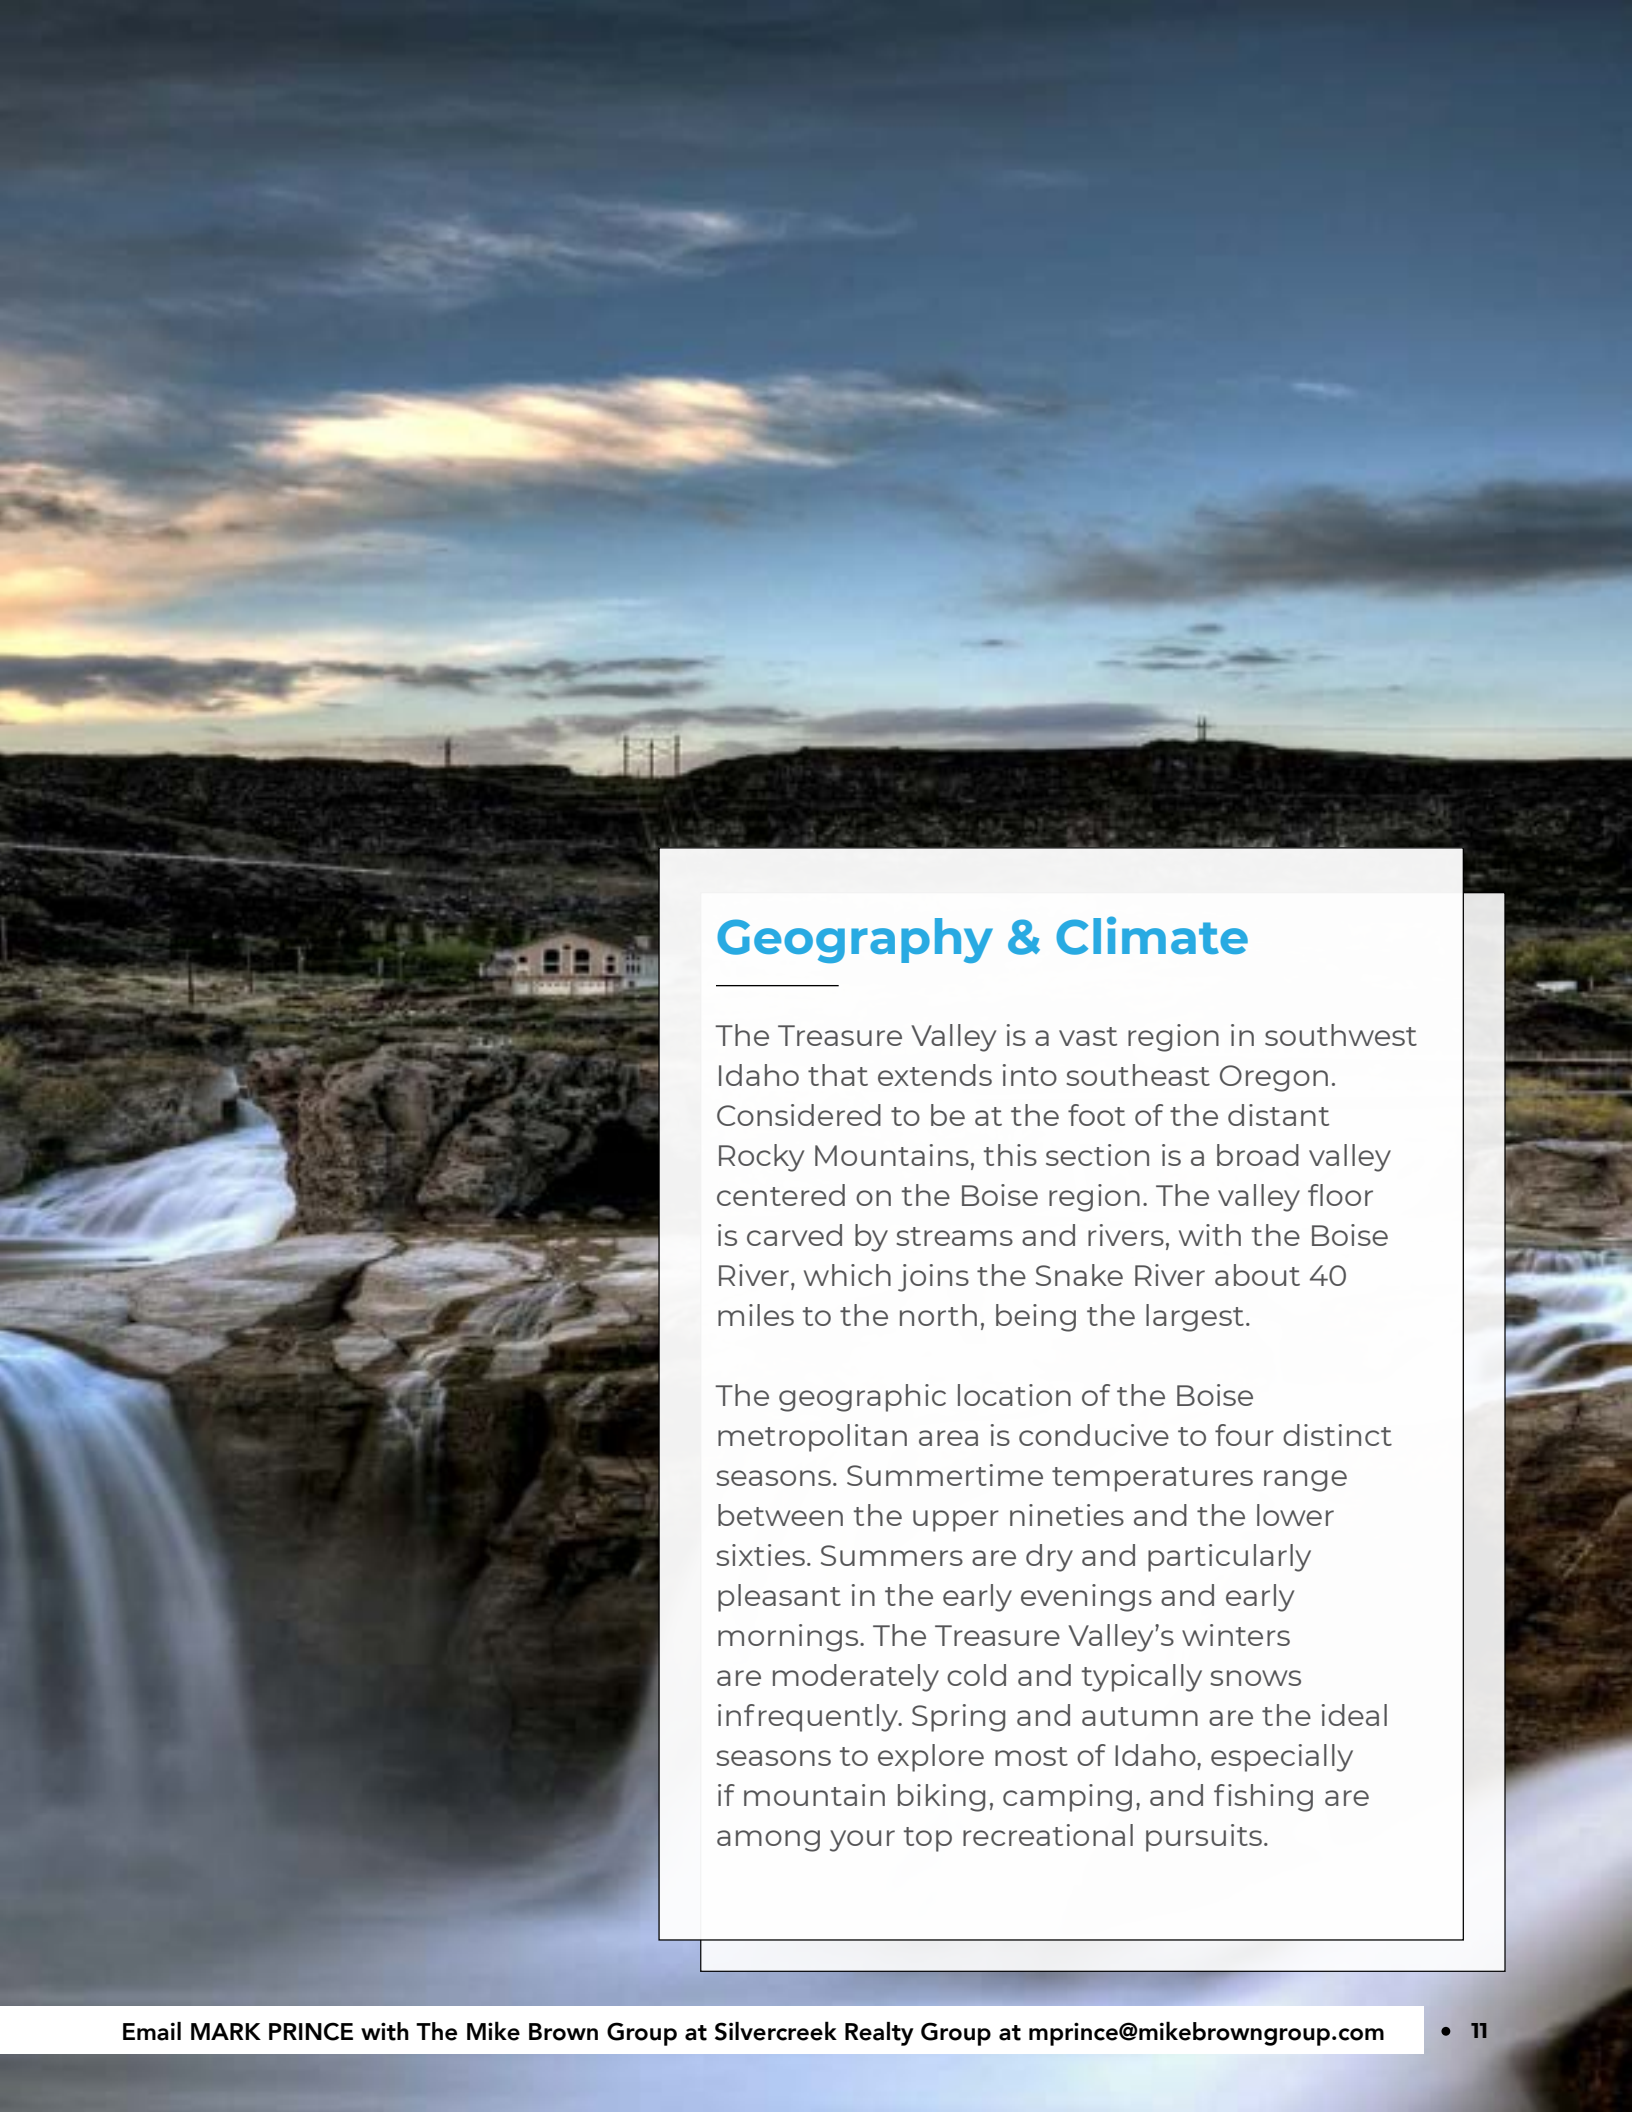 Geography & Climate
The Treasure Valley is a vast region in southwest
Idaho that extends into southeast Oregon.
Considered to be at the foot of the distant
Rocky Mountains, this section is a broad valley
centered on the Boise region. The valley floor
is carved by streams and rivers, with the Boise
River, which joins the Snake River about 40
miles to the north, being the largest.
The geographic location of the Boise
metropolitan area is conducive to four distinct
seasons. Summertime temperatures range
between the upper nineties and the lower
sixties. Summers are dry and particularly
pleasant in the early evenings and early
mornings. The Treasure Valley’s winters
are moderately cold and typically snows
infrequently. Spring and autumn are the ideal
seasons to explore most of Idaho, especially
if mountain biking, camping, and fishing are
among your top recreational pursuits.
Email MARK PRINCE with The Mike Brown Group at Silvercreek Realty Group at mprince@mikebrowngroup.com • 11